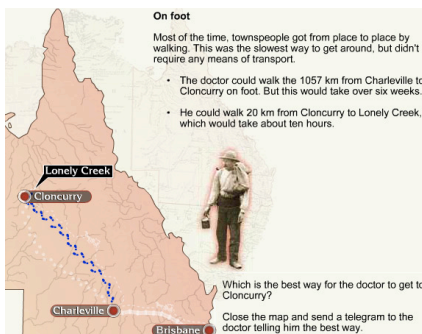 On foot
Most of the time, townspeople got from place to place by
walking. This was the slowest way to get around, but didn't
require any means of transport.
• The doctor could walk the 1057 km from Charleville to
Cloncurry on foot. But this would take over six weeks.
• He could walk 20 km from Cloncurry to Lonely Creek,
which would take about ten hours.
Lonely Creek
Cloncurry
Which is the best way for the doctor to get to
Cloncurry?
Charleville
Close the map and send a telegram to the
doctor telling him the best way.
Brisbane